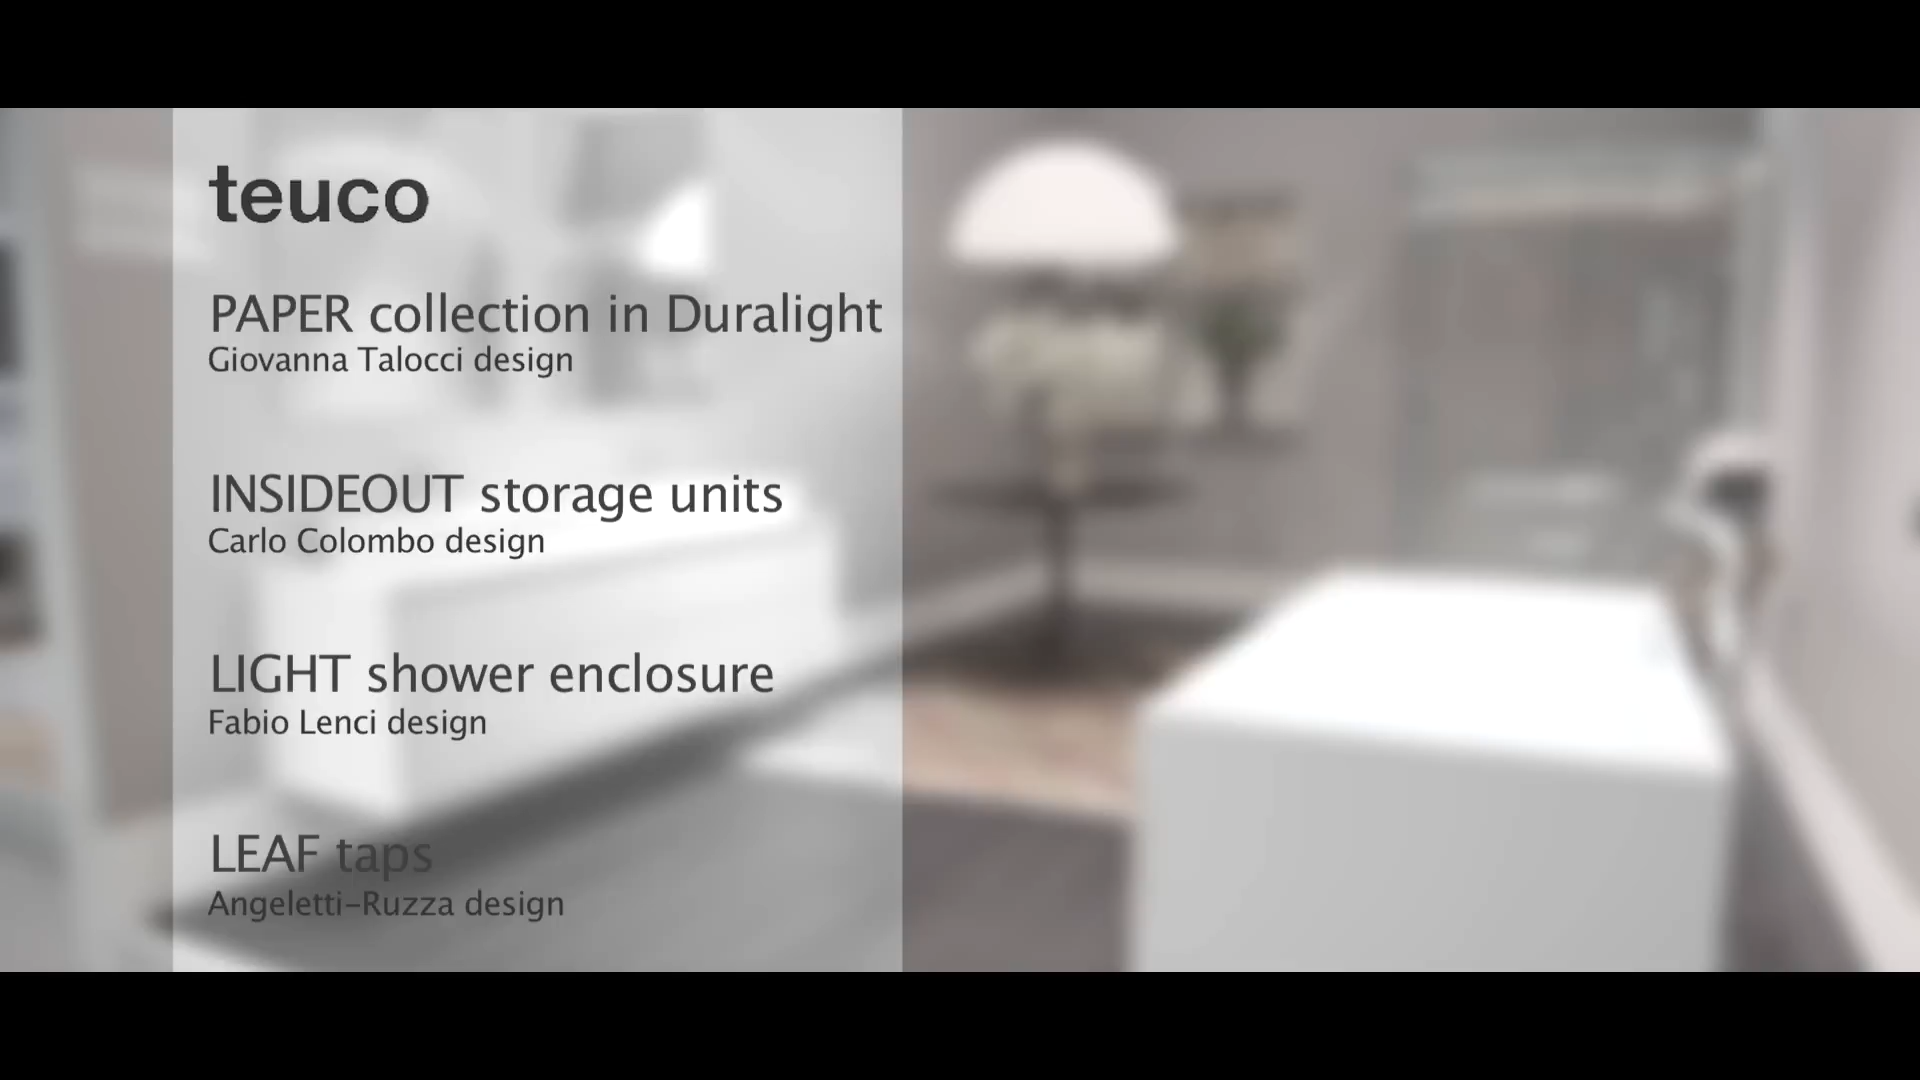 teuco
PAPER collection in Duralight
Giovanna Talocci design
INSIDEOUT storage units
Carlo Colombo design
LIGHT shower enclosure
Fabio Lenci design
LEAF taps
Angeletti-Ruzza design